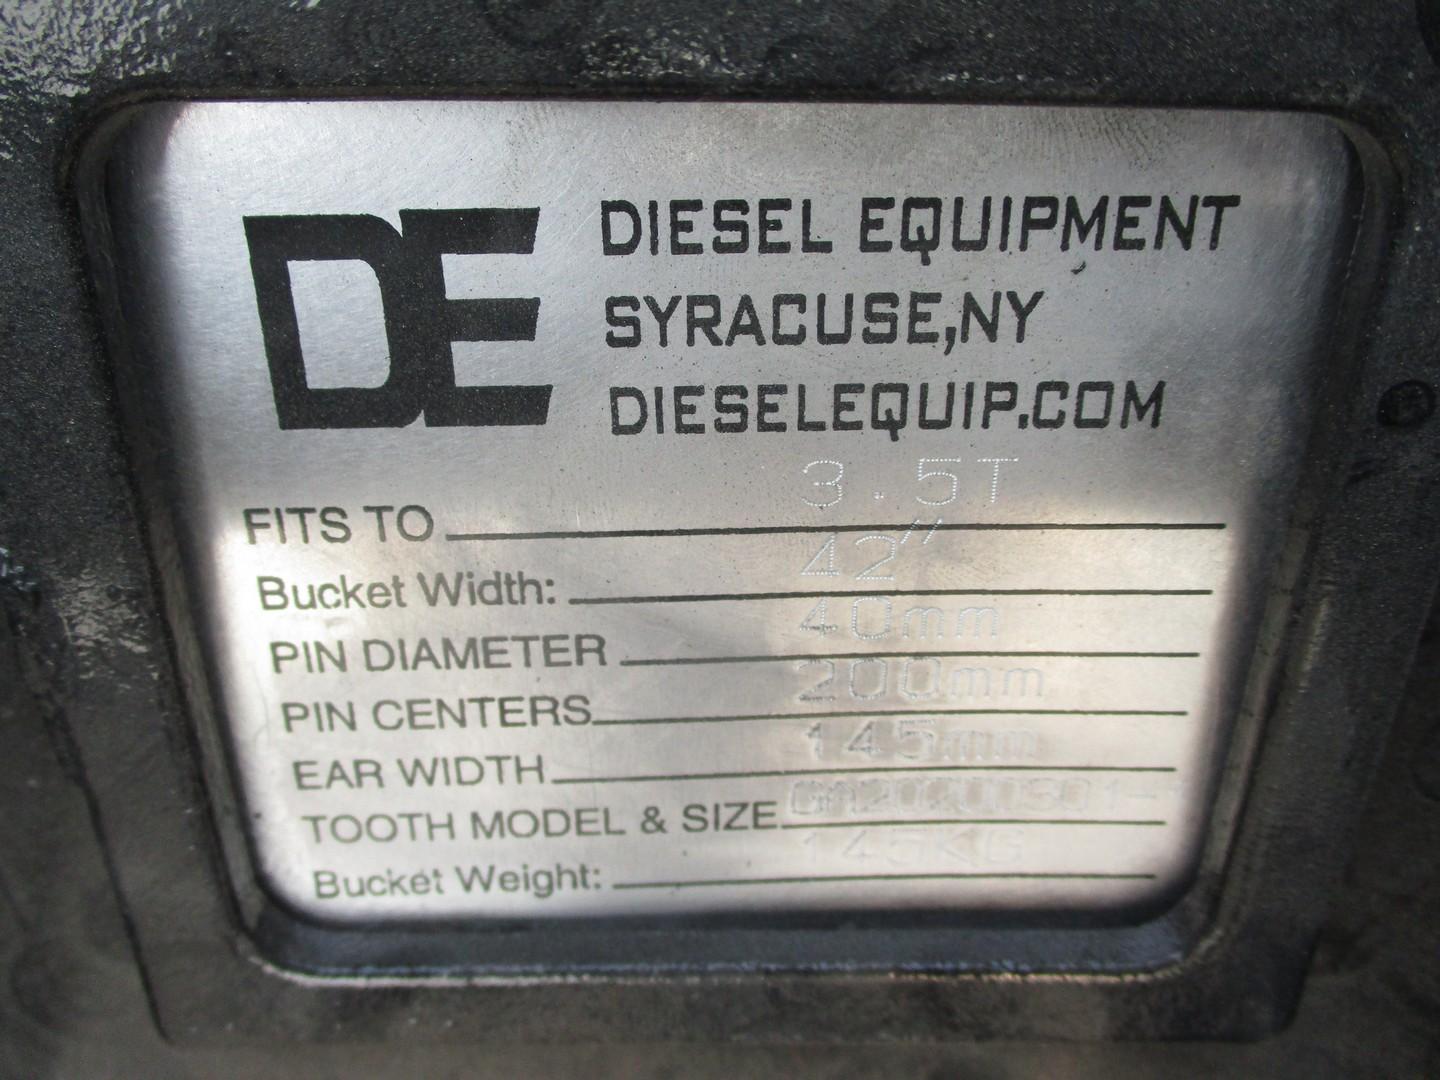 DE
DIESEL EQUIPMENT
SYRACUSE,NY
DIESELEQUIP.COM
FITS TO 3.5T
Bucket Width: 42"
PIN DIAMETER 40mm
PIN CENTERS 200mm
EAR WIDTH 145mm
TOOTH MODEL & SIZE
Bucket Weight: 145KG